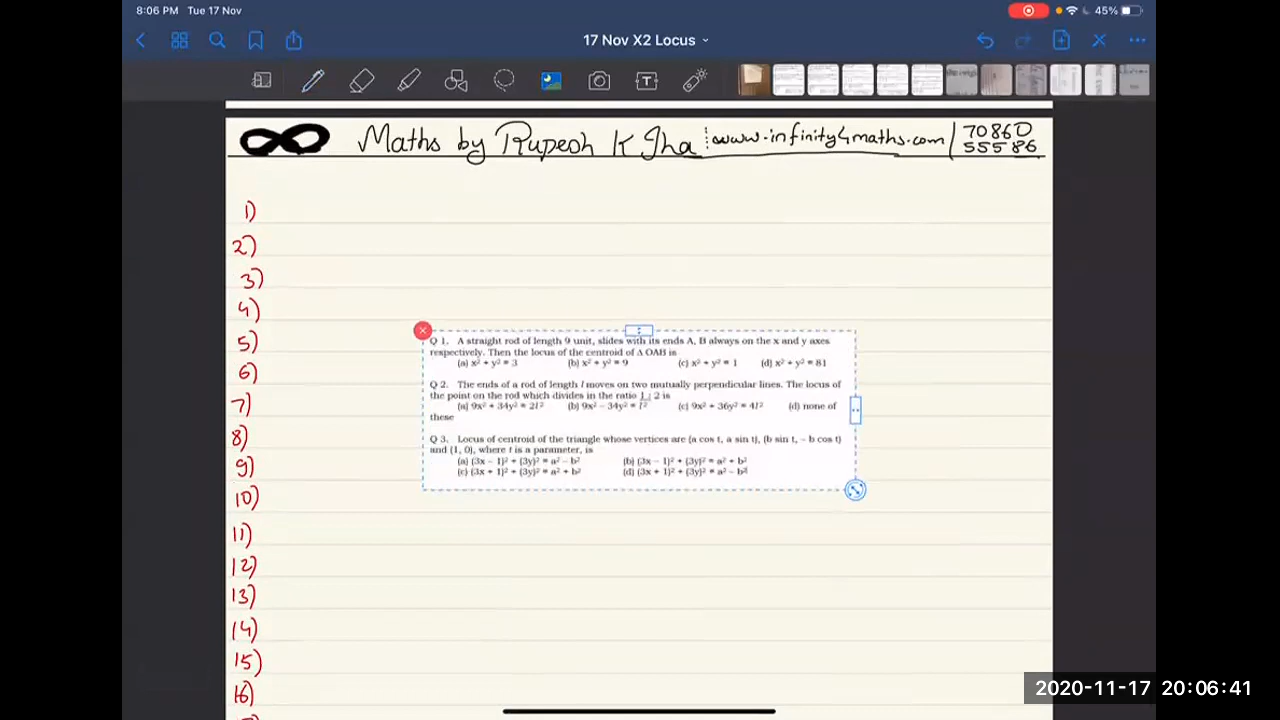 8:06 PM Tue 17 Nov
45%
17 Nov X2 Locus
Maths by Rupesh K Jha www.infinity4maths.com / 70860 55586
1)
2)
3)
4)
5)
6)
7)
8)
9)
10)
11)
12)
13)
14)
15)
16)
Q 1. A straight rod of length 9 unit, slides with its ends A, B always on the x and y axes
respectively. Then the locus of the centroid of Δ OAB is
(a) x² + y² = 3 (b) x² + y² = 9 (c) x² + y² = 1 (d) x² + y² = 81
Q 2. The ends of a rod of length l moves on two mutually perpendicular lines. The locus of
the point on the rod which divides in the ratio 1 : 2 is
(a) 9x² + 34y² = 2l² (b) 9x² − 34y² = l² (c) 9x² + 36y² = 4l² (d) none of
these
Q 3. Locus of centroid of the triangle whose vertices are (a cos t, a sin t), (b sin t, − b cos t)
and (1, 0), where t is a parameter, is
(a) (3x − 1)² + (3y)² = a² − b² (b) (3x − 1)² + (3y)² = a² + b²
(c) (3x + 1)² + (3y)² = a² + b² (d) (3x + 1)² + (3y)² = a² − b²
2020-11-17 20:06:41